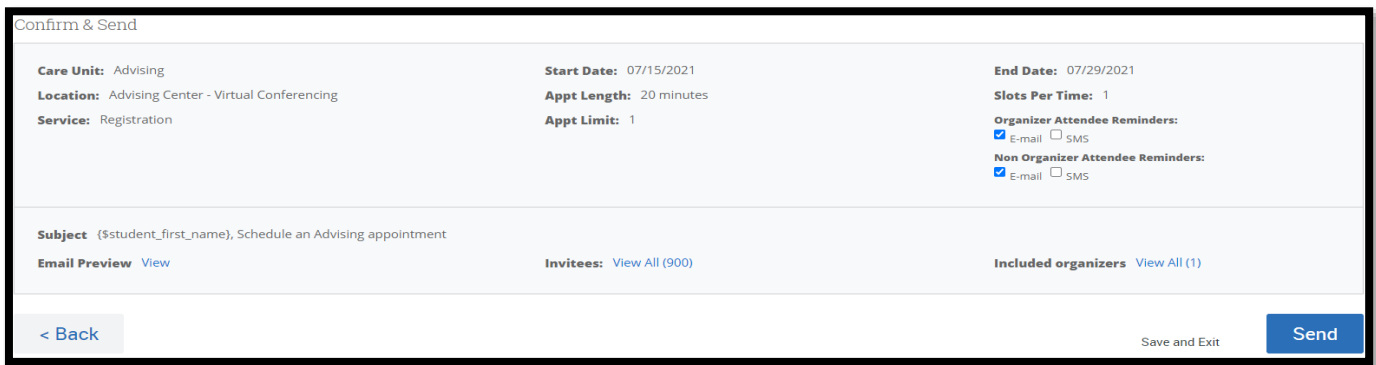 Confirm & Send
Care Unit: Advising
Start Date: 07/15/2021
End Date: 07/29/2021
Location: Advising Center - Virtual Conferencing
Appt Length: 20 minutes
Slots Per Time: 1
Service: Registration
Appt Limit: 1
Organizer Attendee Reminders:
E-mail SMS
Non Organizer Attendee Reminders:
E-mail SMS
Subject {$student_first_name}, Schedule an Advising appointment
Email Preview View
Invitees: View All (900)
Included organizers View All (1)
< Back
Save and Exit
Send